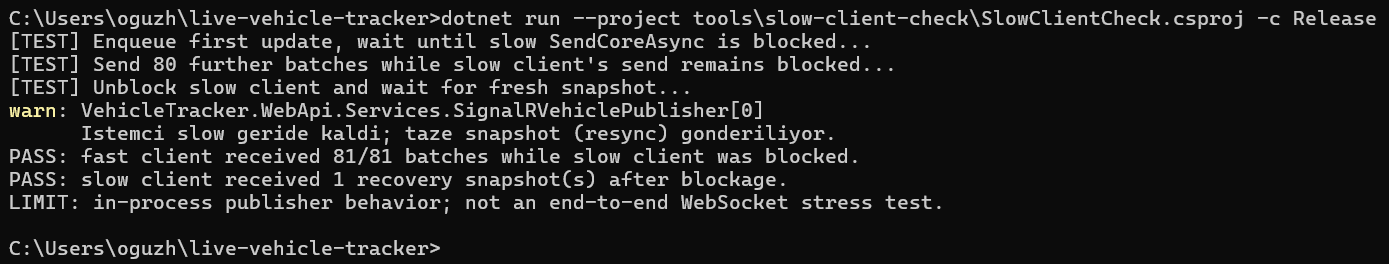 C:\Users\oguzh\live-vehicle-tracker>dotnet run --project tools\slow-client-check\SlowClientCheck.csproj -c Release
[TEST] Enqueue first update, wait until slow SendCoreAsync is blocked...
[TEST] Send 80 further batches while slow client's send remains blocked...
[TEST] Unblock slow client and wait for fresh snapshot...
warn: VehicleTracker.WebApi.Services.SignalRVehiclePublisher[0]
      Istemci slow geride kaldi; taze snapshot (resync) gonderiliyor.
PASS: fast client received 81/81 batches while slow client was blocked.
PASS: slow client received 1 recovery snapshot(s) after blockage.
LIMIT: in-process publisher behavior; not an end-to-end WebSocket stress test.

C:\Users\oguzh\live-vehicle-tracker>